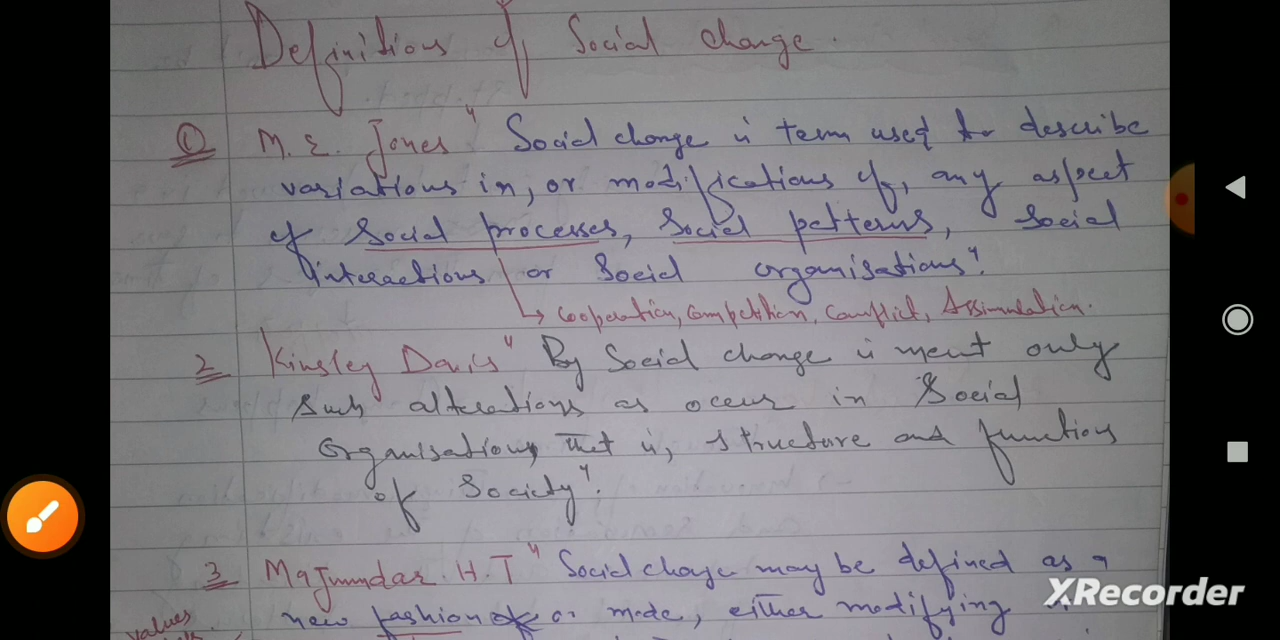 Definitions of Social change.
① M. E. Jones " Social change is term used to describe
variations in, or modifications of, any aspect
of social processes, social patterns, social
interactions or social organisations".
↳ cooperation, competition, conflict, Assimilation.
2 Kinsley Davis " By Social change is ment only
such alterations as occur in social
organisation, that is, structure and functions
of society".
3 Majumdar. H.T " Social change may be defined as a
new fashion or mode, either modifying
values
XRecorder